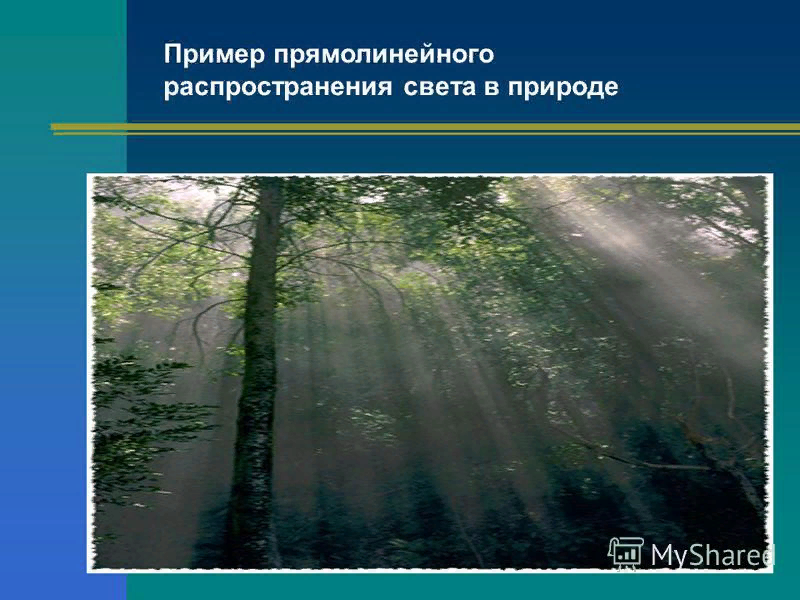 Пример прямолинейного
распространения света в природе
MyShared